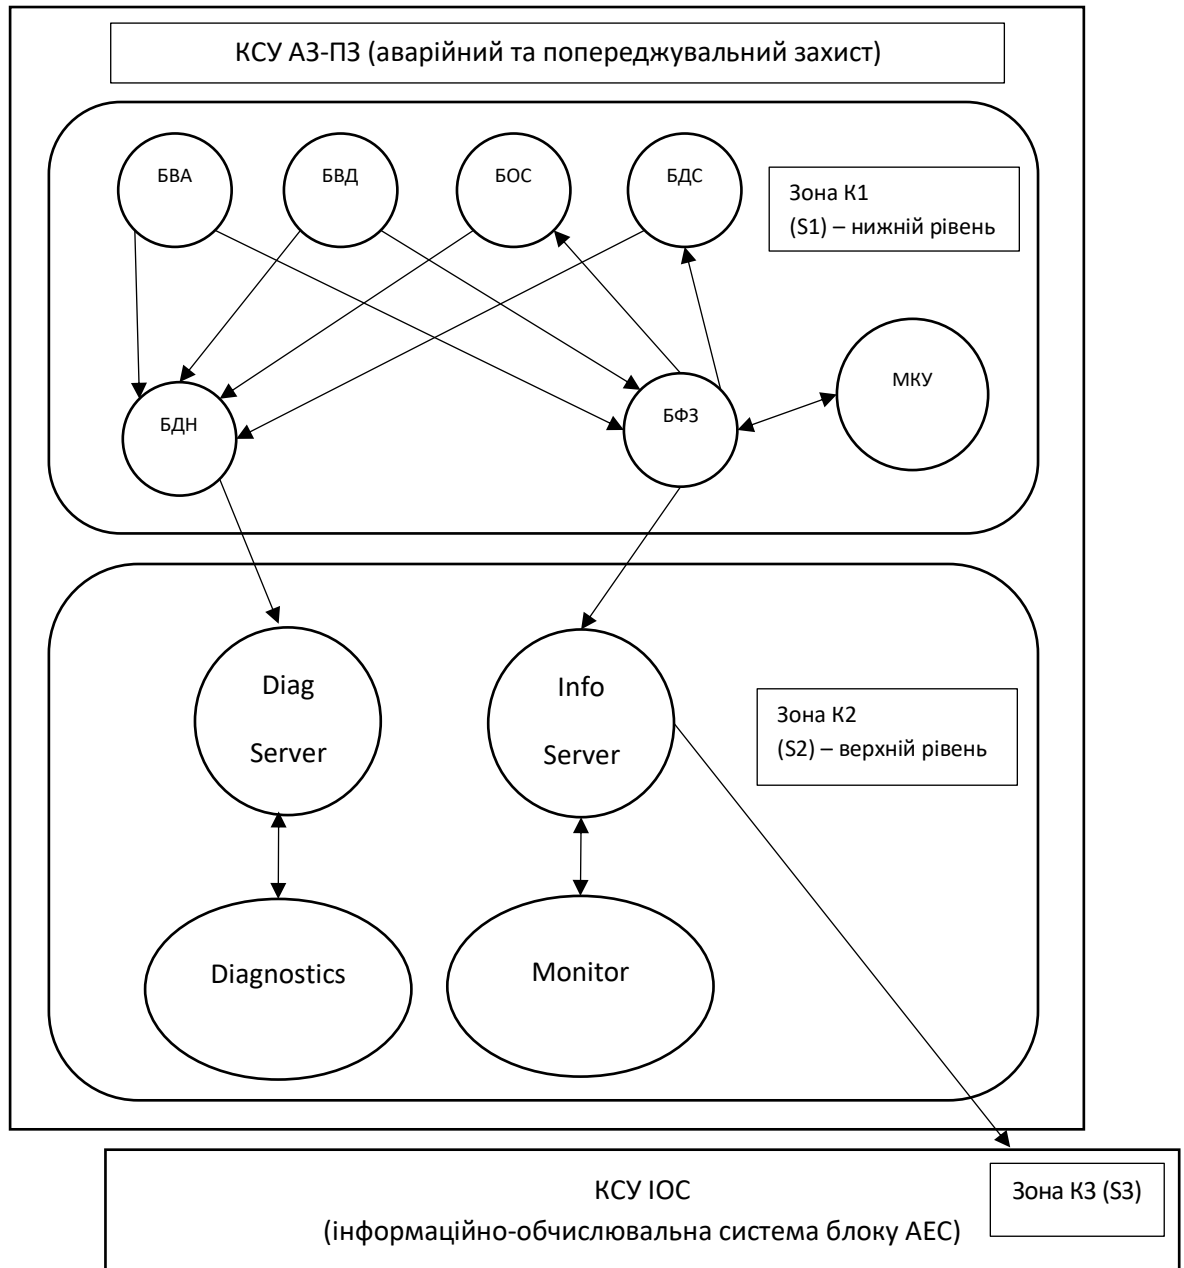 КСУ АЗ-ПЗ (аварійний та попереджувальний захист)
БВА
БВД
БОС
БДС
Зона К1
(S1) – нижній рівень
МКУ
БДН
БФЗ
Diag
Server
Info
Server
Зона К2
(S2) – верхній рівень
Diagnostics
Monitor
КСУ ІОС
(інформаційно-обчислювальна система блоку АЕС)
Зона К3 (S3)